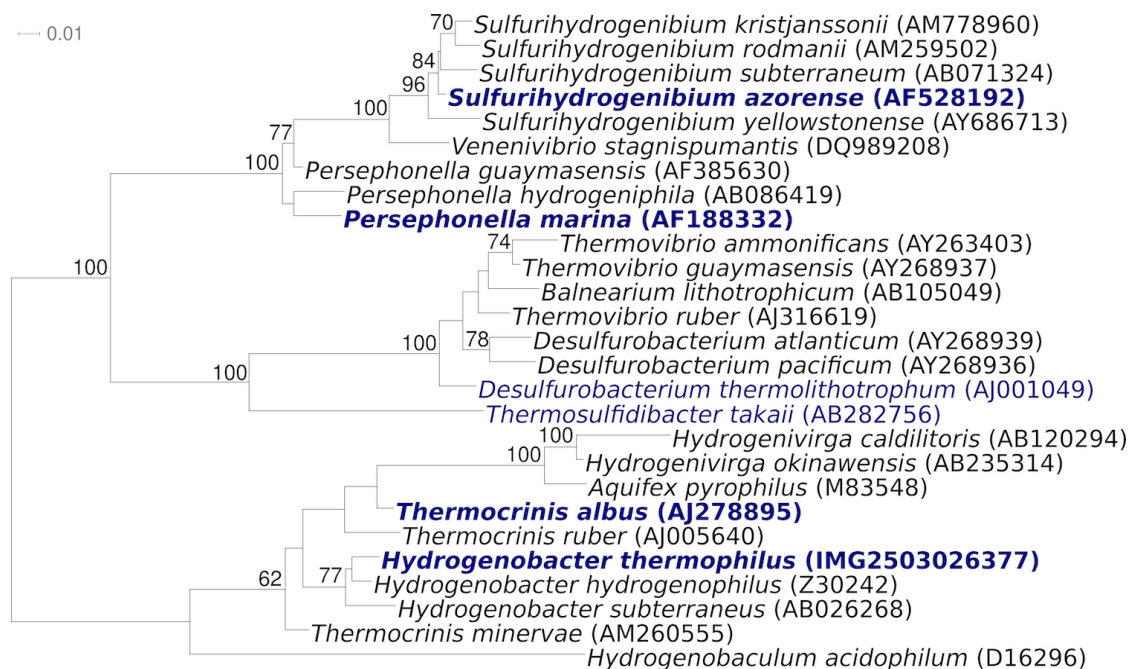 0.01
70
Sulfurihydrogenibium kristjanssonii (AM778960)
Sulfurihydrogenibium rodmanii (AM259502)
84
Sulfurihydrogenibium subterraneum (AB071324)
96
Sulfurihydrogenibium azorense (AF528192)
100
Sulfurihydrogenibium yellowstonense (AY686713)
77
Venenivibrio stagnispumantis (DQ989208)
100
Persephonella guaymasensis (AF385630)
Persephonella hydrogeniphila (AB086419)
Persephonella marina (AF188332)
74
Thermovibrio ammonificans (AY263403)
100
Thermovibrio guaymasensis (AY268937)
Balnearium lithotrophicum (AB105049)
Thermovibrio ruber (AJ316619)
100
78
Desulfurobacterium atlanticum (AY268939)
Desulfurobacterium pacificum (AY268936)
100
Desulfurobacterium thermolithotrophum (AJ001049)
Thermosulfidibacter takaii (AB282756)
100
Hydrogenivirga caldilitoris (AB120294)
100
Hydrogenivirga okinawensis (AB235314)
Aquifex pyrophilus (M83548)
Thermocrinis albus (AJ278895)
Thermocrinis ruber (AJ005640)
Hydrogenobacter thermophilus (IMG2503026377)
62
77
Hydrogenobacter hydrogenophilus (Z30242)
Hydrogenobacter subterraneus (AB026268)
Thermocrinis minervae (AM260555)
Hydrogenobaculum acidophilum (D16296)